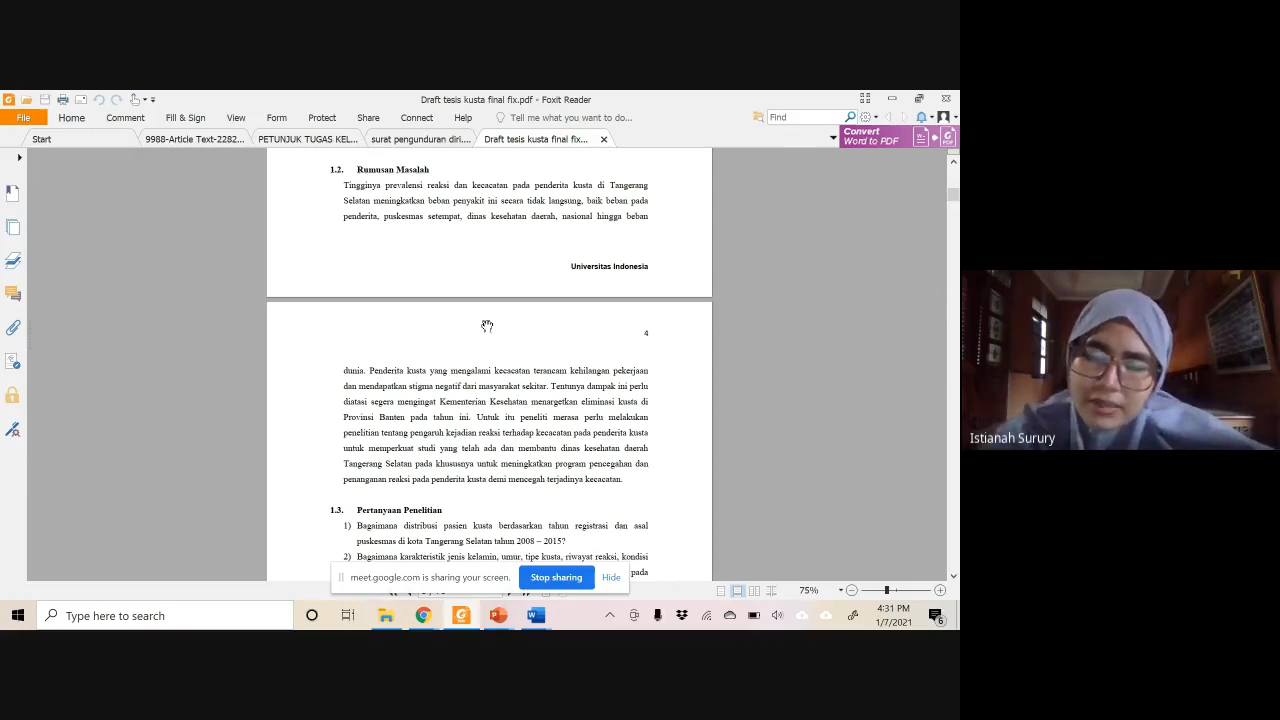 Draft tesis kusta final fix.pdf - Foxit Reader
File Home Comment Fill & Sign View Form Protect Share Connect Help Tell me what you want to do... Find
Start 9988-Article Text-2282... PETUNJUK TUGAS KEL... surat pengunduran diri.... Draft tesis kusta final fix...
Convert
Word to PDF
1.2. Rumusan Masalah
Tingginya prevalensi reaksi dan kecacatan pada penderita kusta di Tangerang
Selatan meningkatkan beban penyakit ini secara tidak langsung, baik beban pada
penderita, puskesmas setempat, dinas kesehatan daerah, nasional hingga beban
Universitas Indonesia
4
dunia. Penderita kusta yang mengalami kecacatan terancam kehilangan pekerjaan
dan mendapatkan stigma negatif dari masyarakat sekitar. Tentunya dampak ini perlu
diatasi segera mengingat Kementerian Kesehatan menargetkan eliminasi kusta di
Provinsi Banten pada tahun ini. Untuk itu peneliti merasa perlu melakukan
penelitian tentang pengaruh kejadian reaksi terhadap kecacatan pada penderita kusta
untuk memperkuat studi yang telah ada dan membantu dinas kesehatan daerah
Tangerang Selatan pada khususnya untuk meningkatkan program pencegahan dan
penanganan reaksi pada penderita kusta demi mencegah terjadinya kecacatan.
1.3. Pertanyaan Penelitian
1) Bagaimana distribusi pasien kusta berdasarkan tahun registrasi dan asal
puskesmas di kota Tangerang Selatan tahun 2008 – 2015?
2) Bagaimana karakteristik jenis kelamin, umur, tipe kusta, riwayat reaksi, kondisi
pada
meet.google.com is sharing your screen. Stop sharing Hide
75%
Type here to search
4:31 PM
1/7/2021
6
Istianah Surury